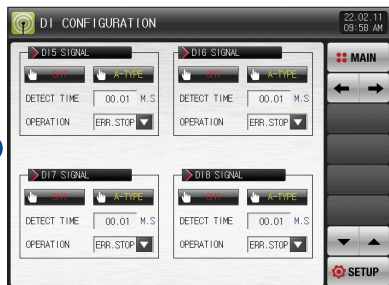 DI CONFIGURATION
22.02.11
09:58 AM
DI5 SIGNAL
A-TYPE
DETECT TIME 00.01 M.S
OPERATION ERR.STOP
DI6 SIGNAL
A-TYPE
DETECT TIME 00.01 M.S
OPERATION ERR.STOP
DI7 SIGNAL
A-TYPE
DETECT TIME 00.01 M.S
OPERATION ERR.STOP
DI8 SIGNAL
A-TYPE
DETECT TIME 00.01 M.S
OPERATION ERR.STOP
MAIN
SETUP